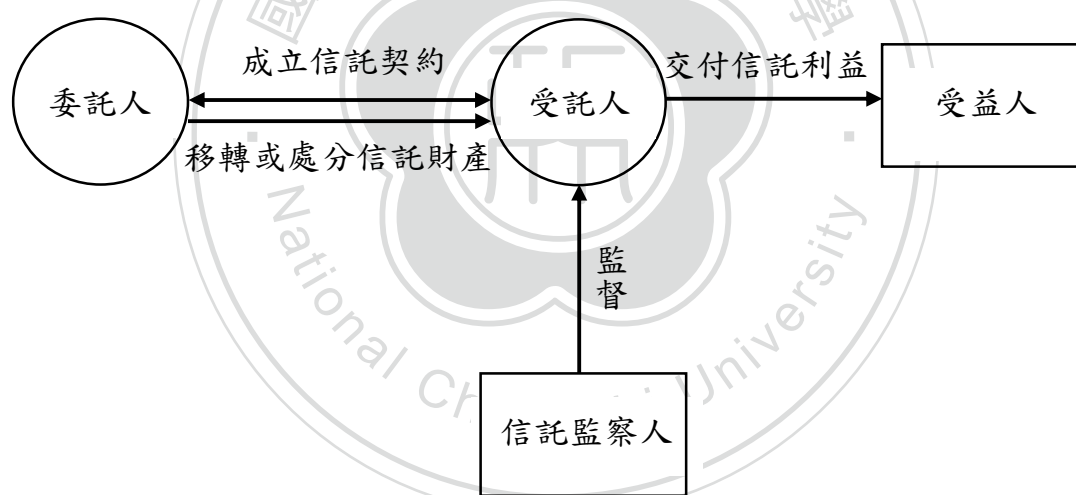 成立信託契約
交付信託利益
委託人
受託人
受益人
移轉或處分信託財產
監督
信託監察人
National Ch
University